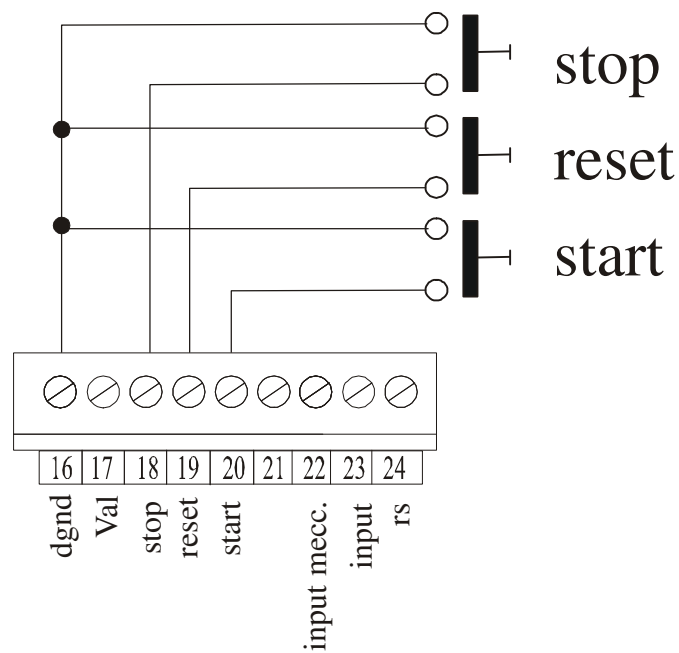 stop
reset
start
16 17 18 19 20 21 22 23 24
dgnd
Val
stop
reset
start
input mecc.
input
rs